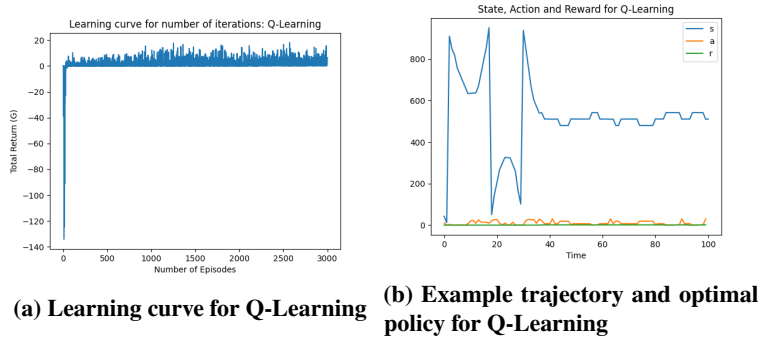 Learning curve for number of iterations: Q-Learning
Total Return (G)
20
0
−20
−40
−60
−80
−100
−120
−140
0 500 1000 1500 2000 2500 3000
Number of Episodes
(a) Learning curve for Q-Learning
State, Action and Reward for Q-Learning
s
a
r
800
600
400
200
0
0 20 40 60 80 100
Time
(b) Example trajectory and optimal
policy for Q-Learning